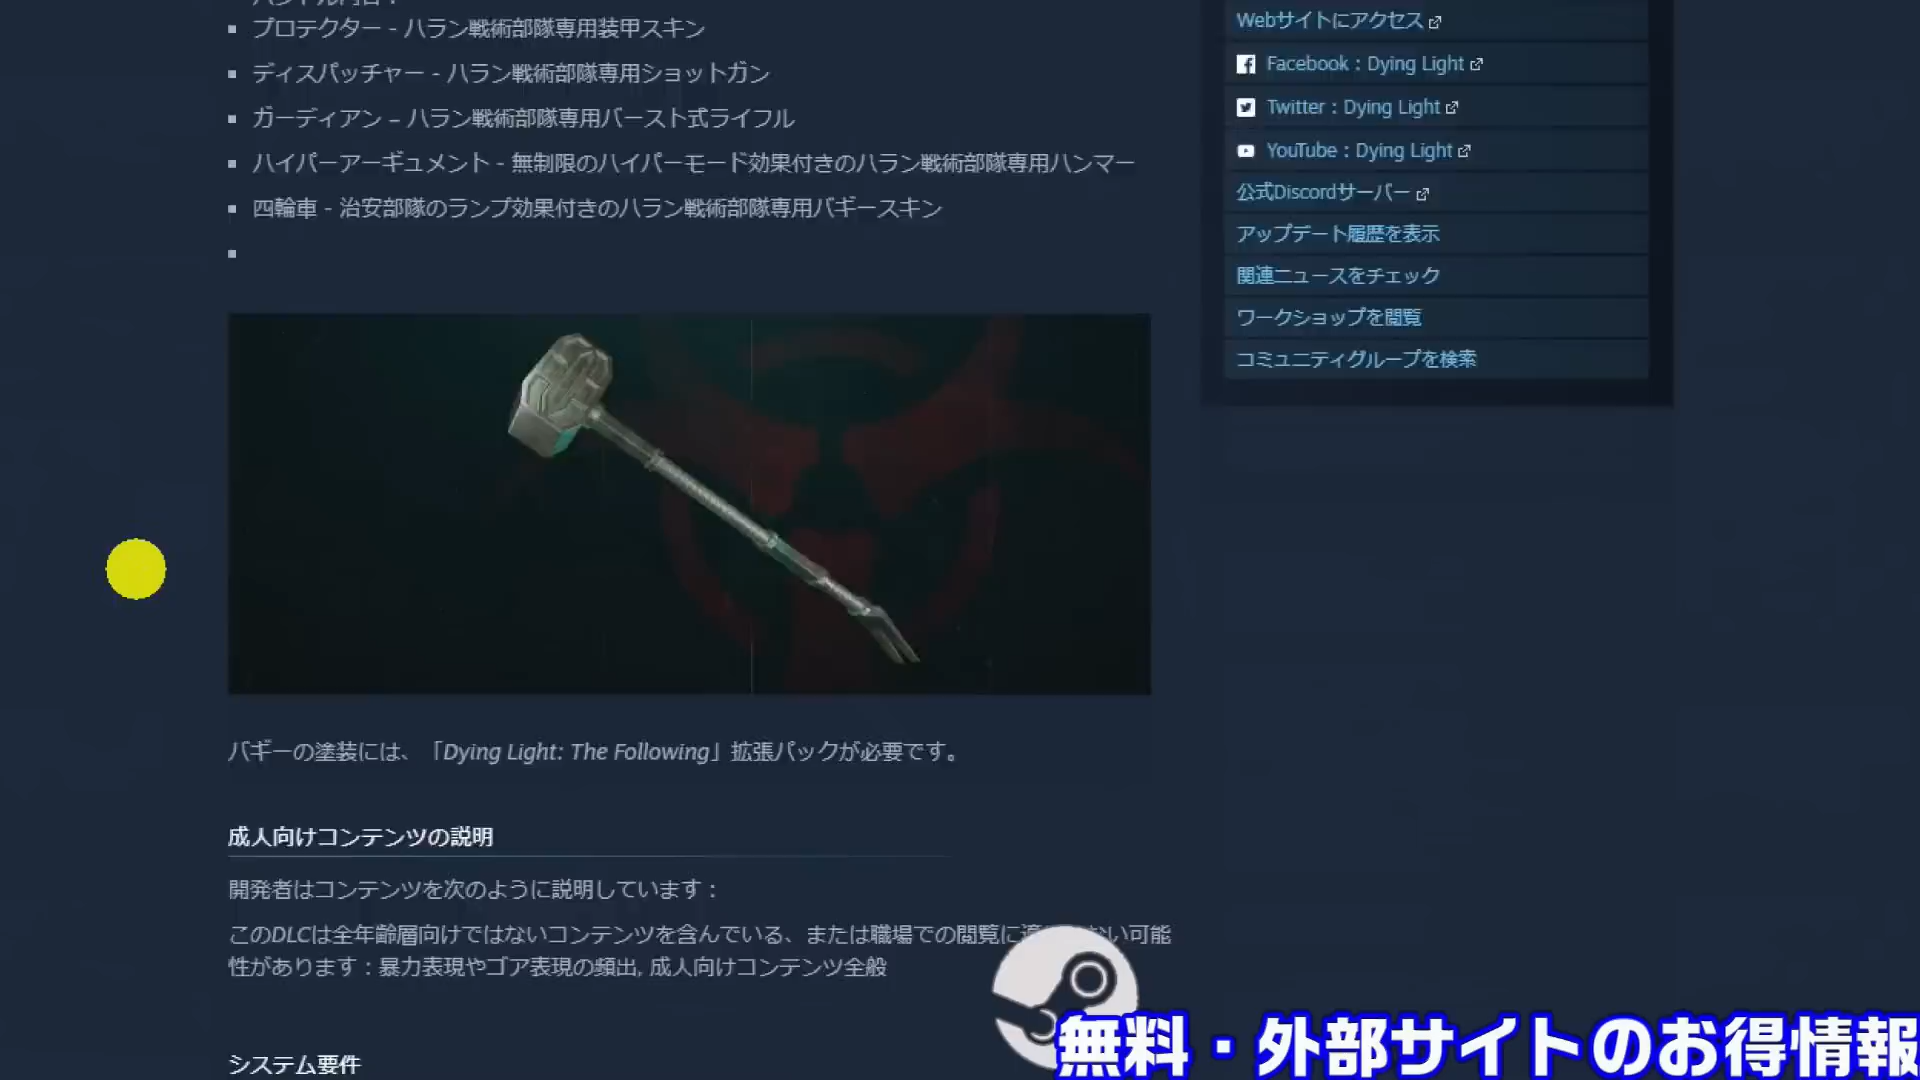 プロテクター - ハラン戦術部隊専用装甲スキン
ディスパッチャー - ハラン戦術部隊専用ショットガン
ガーディアン – ハラン戦術部隊専用バースト式ライフル
ハイパーアーギュメント - 無制限のハイパーモード効果付きのハラン戦術部隊専用ハンマー
四輪車 - 治安部隊のランプ効果付きのハラン戦術部隊専用バギースキン
バギーの塗装には、「Dying Light: The Following」拡張パックが必要です。
成人向けコンテンツの説明
開発者はコンテンツを次のように説明しています：
このDLCは全年齢層向けではないコンテンツを含んでいる、または職場での閲覧に適 ない可能
性があります：暴力表現やゴア表現の頻出, 成人向けコンテンツ全般
システム要件
Webサイトにアクセス
Facebook：Dying Light
Twitter：Dying Light
YouTube：Dying Light
公式Discordサーバー
アップデート履歴を表示
関連ニュースをチェック
ワークショップを閲覧
コミュニティグループを検索
無料・外部サイトのお得情報